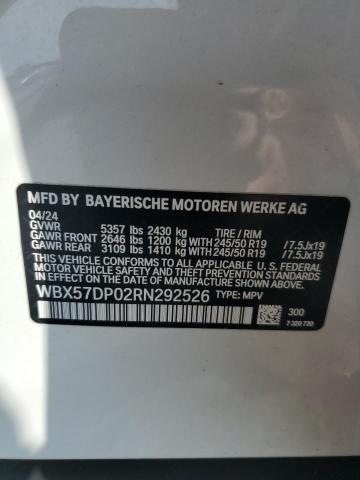 MFD BY BAYERISCHE MOTOREN WERKE AG
04/24
GVWR 5357 lbs 2430 kg TIRE / RIM
GAWR FRONT 2646 lbs 1200 kg WITH 245/50 R19 / 7.5Jx19
GAWR REAR 3109 lbs 1410 kg WITH 245/50 R19 / 7.5Jx19
THIS VEHICLE CONFORMS TO ALL APPLICABLE U.S. FEDERAL
MOTOR VEHICLE SAFETY, BUMPER, AND THEFT PREVENTION
STANDARDS IN EFFECT ON THE DATE OF MANUFACTURE SHOWN ABOVE.
WBX57DP02RN292526 TYPE: MPV
300
7 320 730